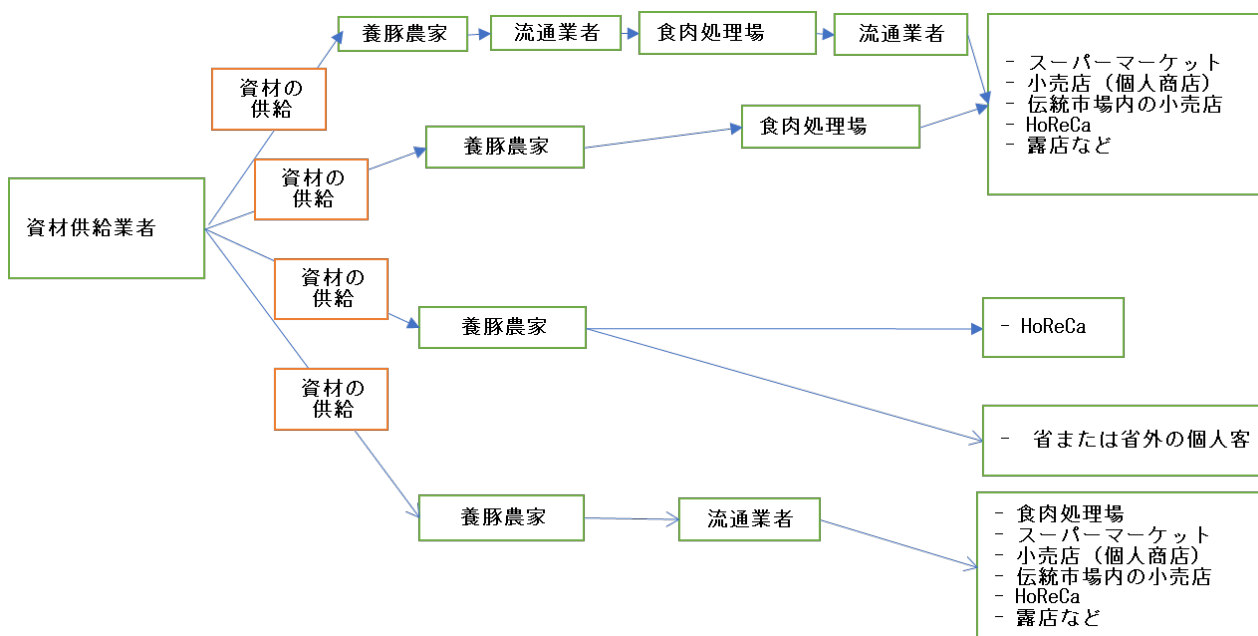 養豚農家
流通業者
食肉処理場
流通業者
- スーパーマーケット
- 小売店（個人商店）
- 伝統市場内の小売店
- HoReCa
- 露店など
資材の
供給
養豚農家
食肉処理場
資材の
供給
資材供給業者
資材の
供給
養豚農家
- HoReCa
資材の
供給
- 省または省外の個人客
養豚農家
流通業者
- 食肉処理場
- スーパーマーケット
- 小売店（個人商店）
- 伝統市場内の小売店
- HoReCa
- 露店など